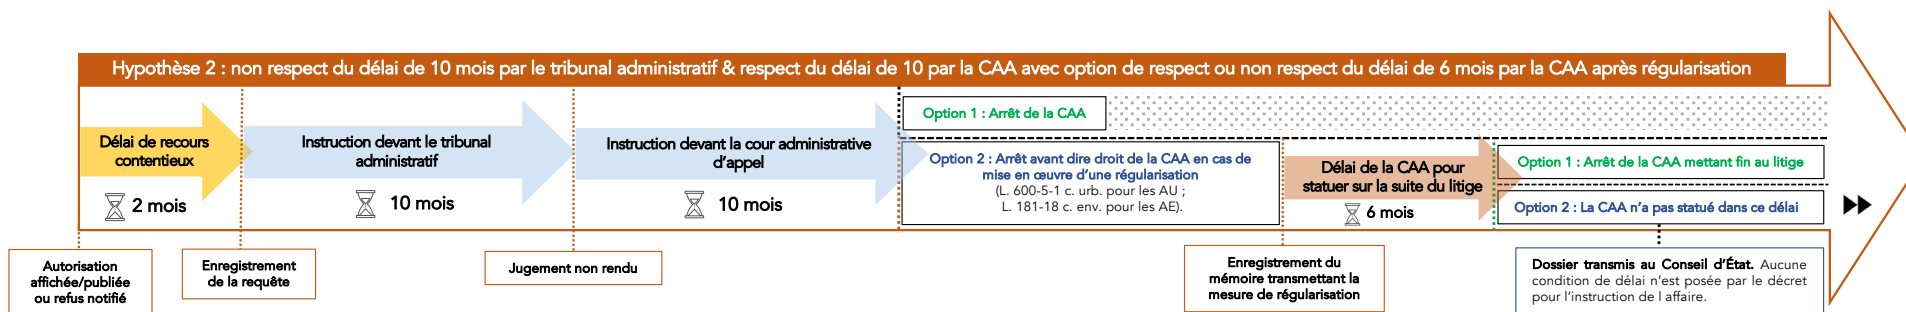 Hypothèse 2 : non respect du délai de 10 mois par le tribunal administratif & respect du délai de 10 par la CAA avec option de respect ou non respect du délai de 6 mois par la CAA après régularisation
Délai de recours
contentieux
2 mois
Instruction devant le tribunal
administratif
10 mois
Instruction devant la cour administrative
d’appel
10 mois
Option 1 : Arrêt de la CAA
Option 2 : Arrêt avant dire droit de la CAA en cas de
mise en œuvre d’une régularisation
(L. 600-5-1 c. urb. pour les AU ;
L. 181-18 c. env. pour les AE).
Délai de la CAA pour
statuer sur la suite du litige
6 mois
Option 1 : Arrêt de la CAA mettant fin au litige
Option 2 : La CAA n’a pas statué dans ce délai
Autorisation
affichée/publiée
ou refus notifié
Enregistrement
de la requête
Jugement non rendu
Enregistrement du
mémoire transmettant la
mesure de régularisation
Dossier transmis au Conseil d’État. Aucune
condition de délai n’est posée par le décret
pour l’instruction de l affaire.